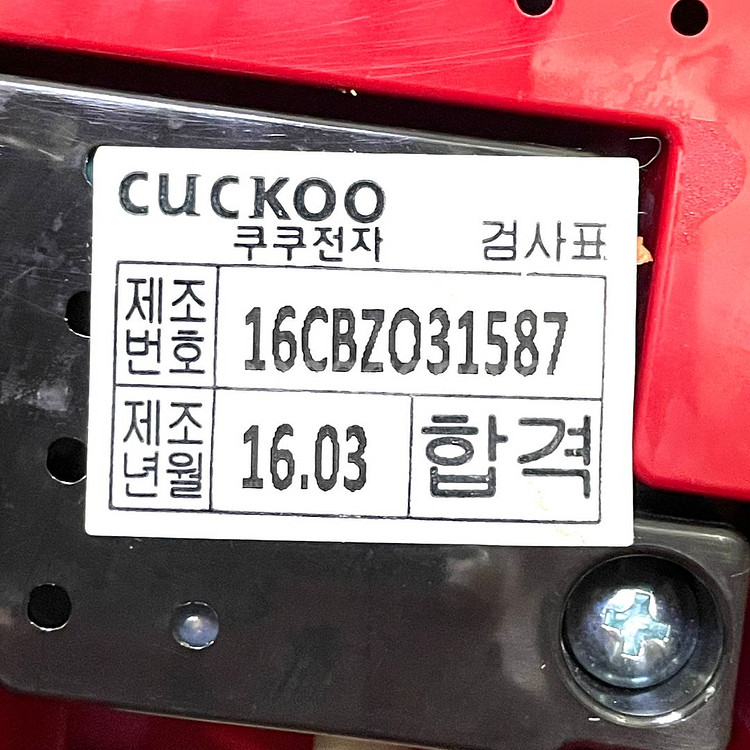 CUCKOO
쿠쿠전자 검사표
제조번호 16CBZ031587
제조년월 16.03 합격